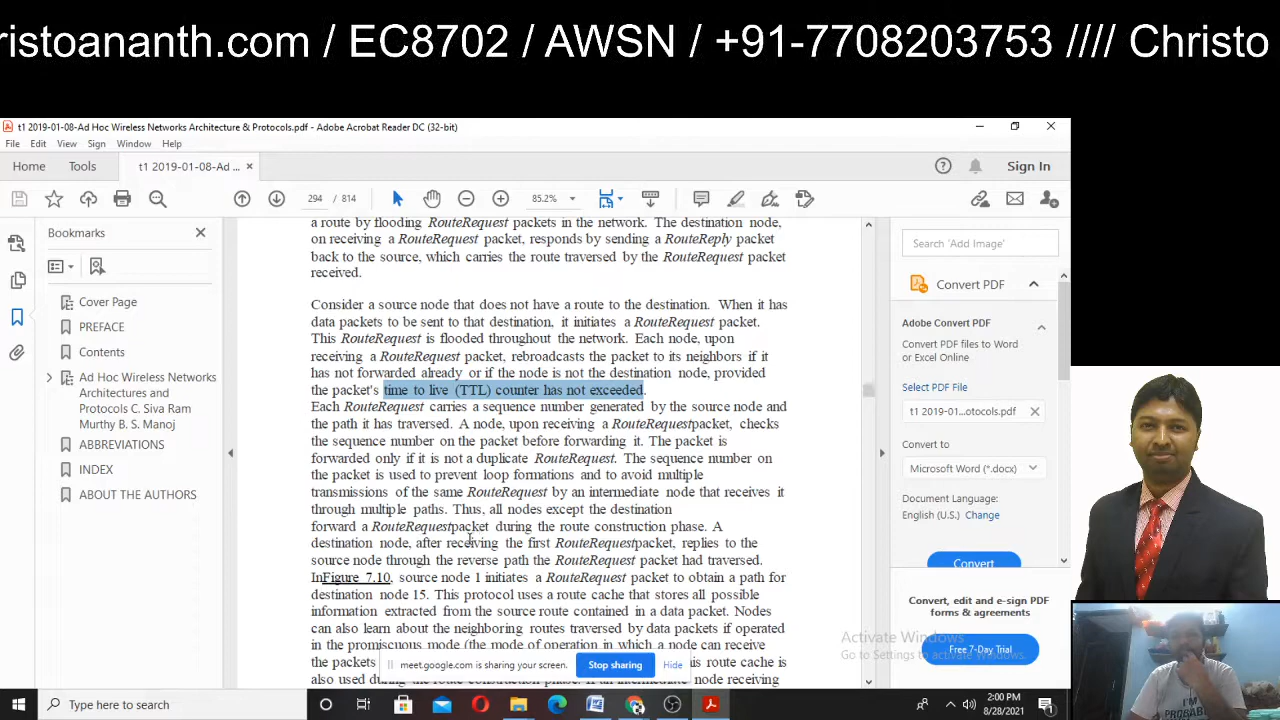 ristoananth.com / EC8702 / AWSN / +91-7708203753 //// Christo
t1 2019-01-08-Ad Hoc Wireless Networks Architecture & Protocols.pdf - Adobe Acrobat Reader DC (32-bit)
File Edit View Sign Window Help
Home Tools t1 2019-01-08-Ad ... × Sign In
294 / 814 85.2%
Bookmarks
Cover Page
PREFACE
Contents
Ad Hoc Wireless Networks
Architectures and
Protocols C. Siva Ram
Murthy B. S. Manoj
ABBREVIATIONS
INDEX
ABOUT THE AUTHORS
a route by flooding RouteRequest packets in the network. The destination node,
on receiving a RouteRequest packet, responds by sending a RouteReply packet
back to the source, which carries the route traversed by the RouteRequest packet
received.
Consider a source node that does not have a route to the destination. When it has
data packets to be sent to that destination, it initiates a RouteRequest packet.
This RouteRequest is flooded throughout the network. Each node, upon
receiving a RouteRequest packet, rebroadcasts the packet to its neighbors if it
has not forwarded already or if the node is not the destination node, provided
the packet's time to live (TTL) counter has not exceeded.
Each RouteRequest carries a sequence number generated by the source node and
the path it has traversed. A node, upon receiving a RouteRequestpacket, checks
the sequence number on the packet before forwarding it. The packet is
forwarded only if it is not a duplicate RouteRequest. The sequence number on
the packet is used to prevent loop formations and to avoid multiple
transmissions of the same RouteRequest by an intermediate node that receives it
through multiple paths. Thus, all nodes except the destination
forward a RouteRequestpacket during the route construction phase. A
destination node, after receiving the first RouteRequestpacket, replies to the
source node through the reverse path the RouteRequest packet had traversed.
InFigure 7.10, source node 1 initiates a RouteRequest packet to obtain a path for
destination node 15. This protocol uses a route cache that stores all possible
information extracted from the source route contained in a data packet. Nodes
can also learn about the neighboring routes traversed by data packets if operated
in the promiscuous mode (the mode of operation in which a node can receive
the packets is route cache is
also used during the route construction phase. If an intermediate node receiving
meet.google.com is sharing your screen. Stop sharing Hide
Search 'Add Image'
Convert PDF
Adobe Convert PDF
Convert PDF files to Word
or Excel Online
Select PDF File
t1 2019-01...otocols.pdf
Convert to
Microsoft Word (*.docx)
Document Language:
English (U.S.) Change
Convert
Convert, edit and e-sign PDF
forms & agreements
Free 7-Day Trial
Activate Windows
Go to Settings to activate Windows.
Type here to search
2:00 PM
8/28/2021
I'M
PROBABL